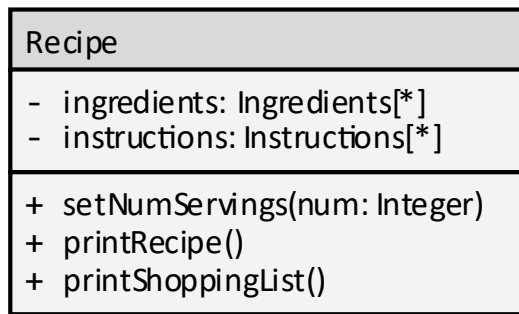 Recipe
- ingredients: Ingredients[*]
- instructions: Instructions[*]
+ setNumServings(num: Integer)
+ printRecipe()
+ printShoppingList()